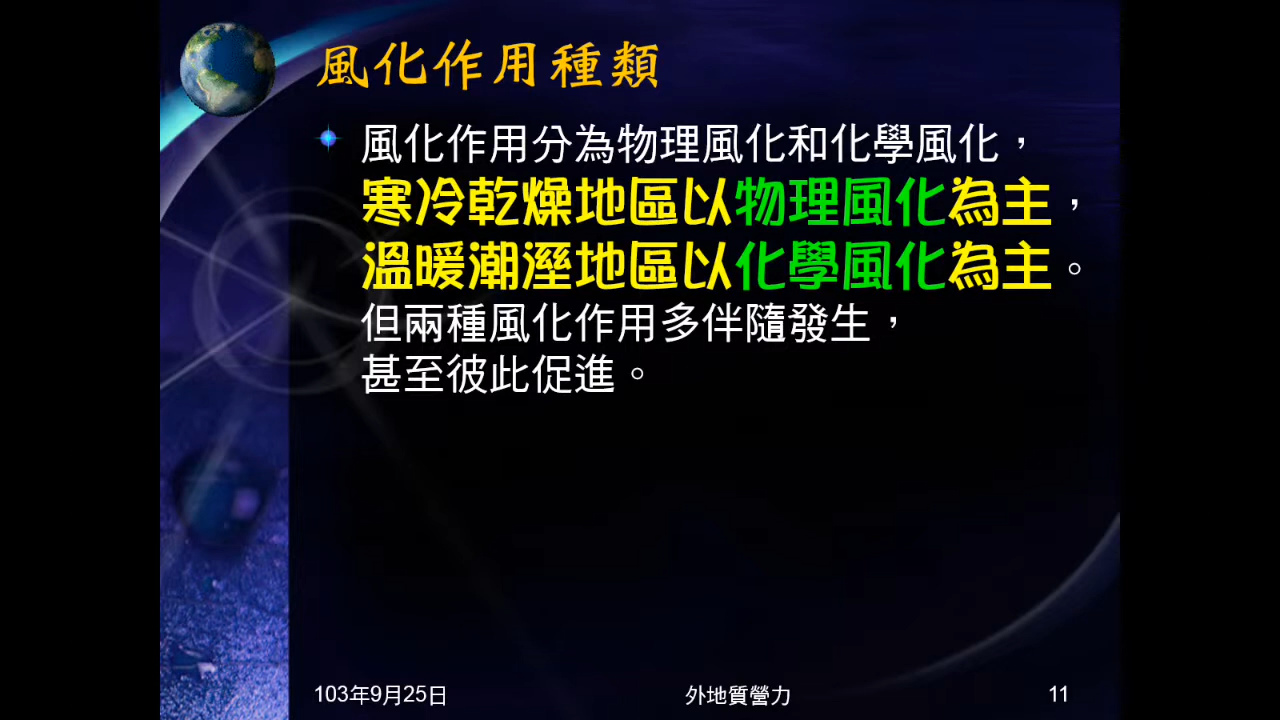 風化作用種類
風化作用分為物理風化和化學風化，
寒冷乾燥地區以物理風化為主，
溫暖潮溼地區以化學風化為主。
但兩種風化作用多伴隨發生，
甚至彼此促進。
103年9月25日
外地質營力
11